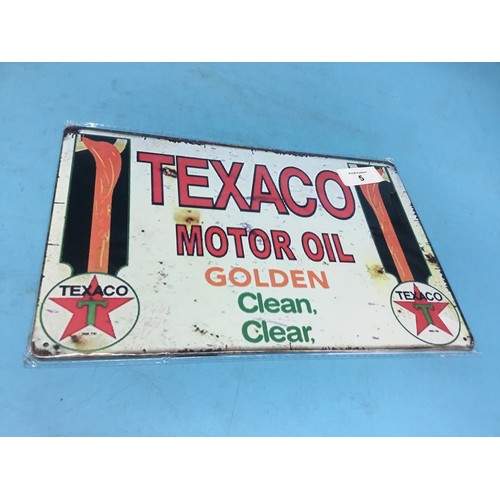 TEXACO
5
MOTOR OIL
GOLDEN
Clean,
Clear,
TEXACO
T
TEXACO
T